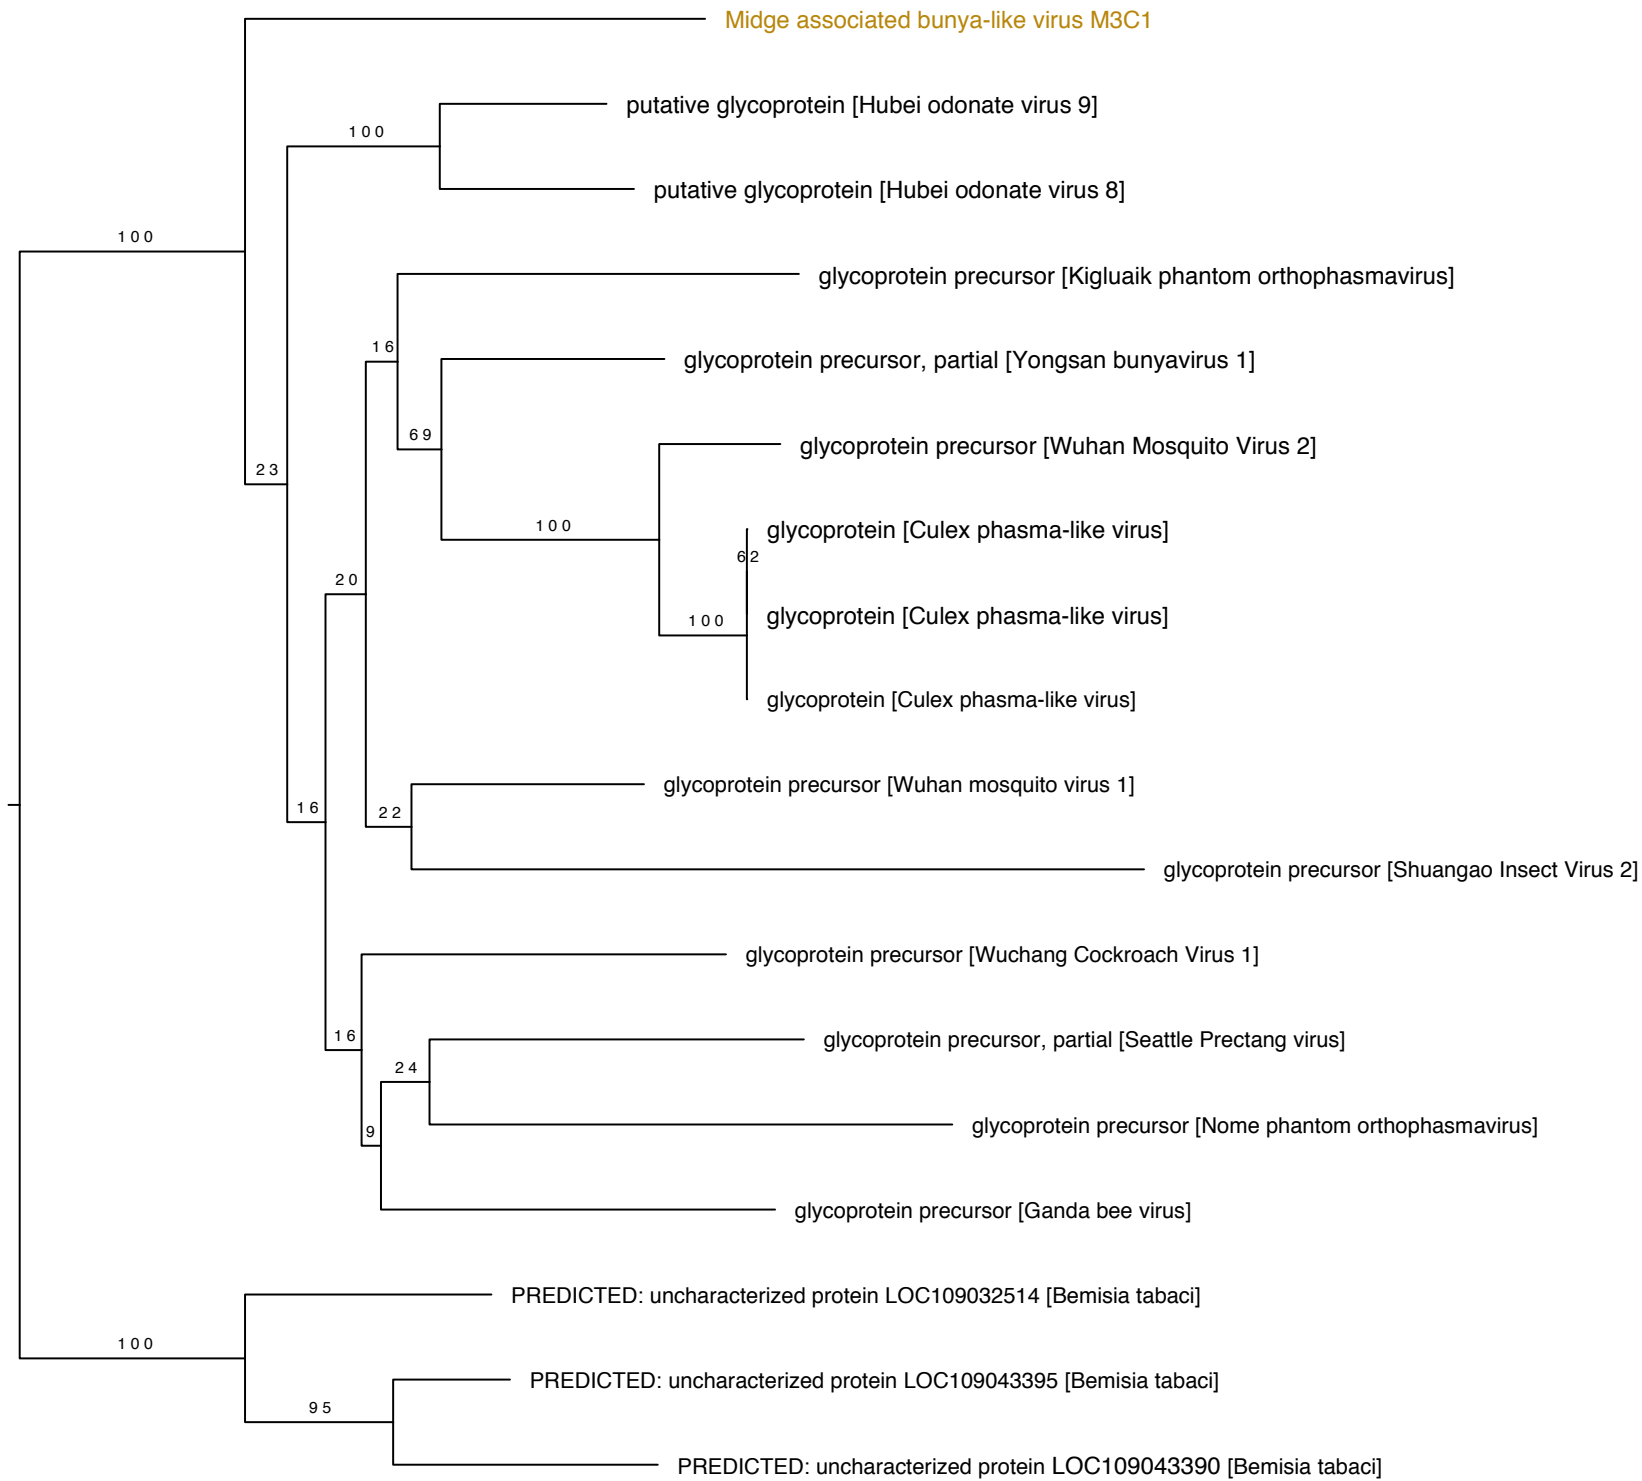 Midge associated bunya-like virus M3C1
putative glycoprotein [Hubei odonate virus 9]
100
putative glycoprotein [Hubei odonate virus 8]
100
glycoprotein precursor [Kigluaik phantom orthophasmavirus]
16
glycoprotein precursor, partial [Yongsan bunyavirus 1]
69
glycoprotein precursor [Wuhan Mosquito Virus 2]
23
100
glycoprotein [Culex phasma-like virus]
62
20
glycoprotein [Culex phasma-like virus]
100
glycoprotein [Culex phasma-like virus]
glycoprotein precursor [Wuhan mosquito virus 1]
16
22
glycoprotein precursor [Shuangao Insect Virus 2]
glycoprotein precursor [Wuchang Cockroach Virus 1]
16
glycoprotein precursor, partial [Seattle Prectang virus]
24
glycoprotein precursor [Nome phantom orthophasmavirus]
9
glycoprotein precursor [Ganda bee virus]
PREDICTED: uncharacterized protein LOC109032514 [Bemisia tabaci]
100
PREDICTED: uncharacterized protein LOC109043395 [Bemisia tabaci]
95
PREDICTED: uncharacterized protein LOC109043390 [Bemisia tabaci]